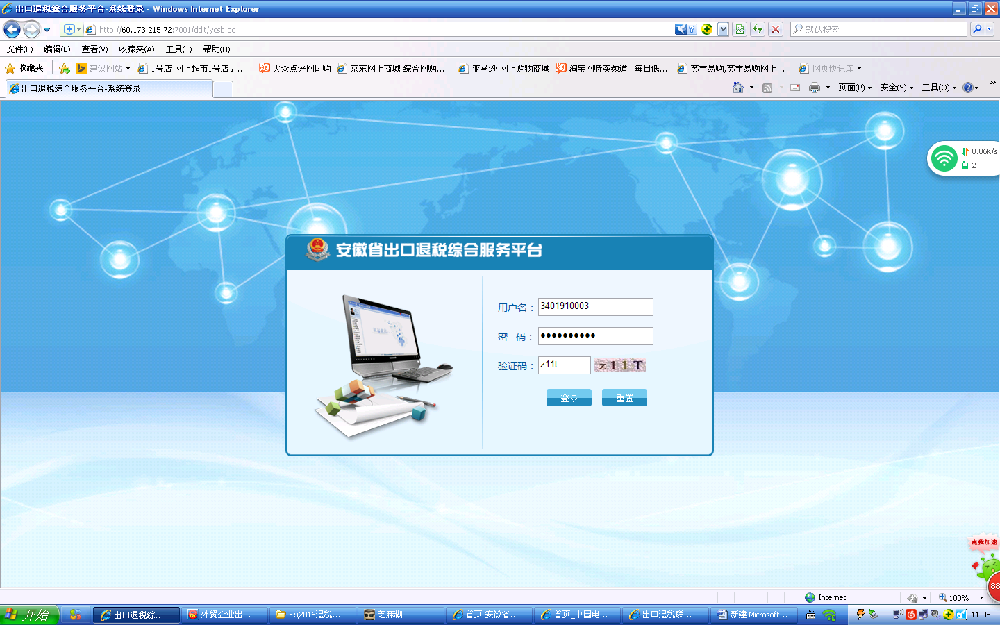 出口退税综合服务平台-系统登录 - Windows Internet Explorer
http://60.173.215.72:7001/ddit/ycsb.do
默认搜索
文件(F) 编辑(E) 查看(V) 收藏夹(A) 工具(T) 帮助(H)
收藏夹 建议网站 1号店-网上超市1号店，... 大众点评网团购 京东网上商城-综合网购... 亚马逊-网上购物商城 淘宝网特卖频道 - 每日低... 苏宁易购,苏宁易购网上... 网页快讯库
出口退税综合服务平台-系统登录
页面(P) 安全(S) 工具(O) »
0.06K/s
2
安徽省出口退税综合服务平台
用户名： 3401910003
密 码： ●●●●●●●●●●
验证码： z11t z11T
登录 重置
点我加速
88
Internet 100%
开始 出口退税综... 外贸企业出... E:\2016退税... 芝麻糊 首页-安徽省... 首页_中国电... 出口退税联... 新建 Microsoft... 11:08